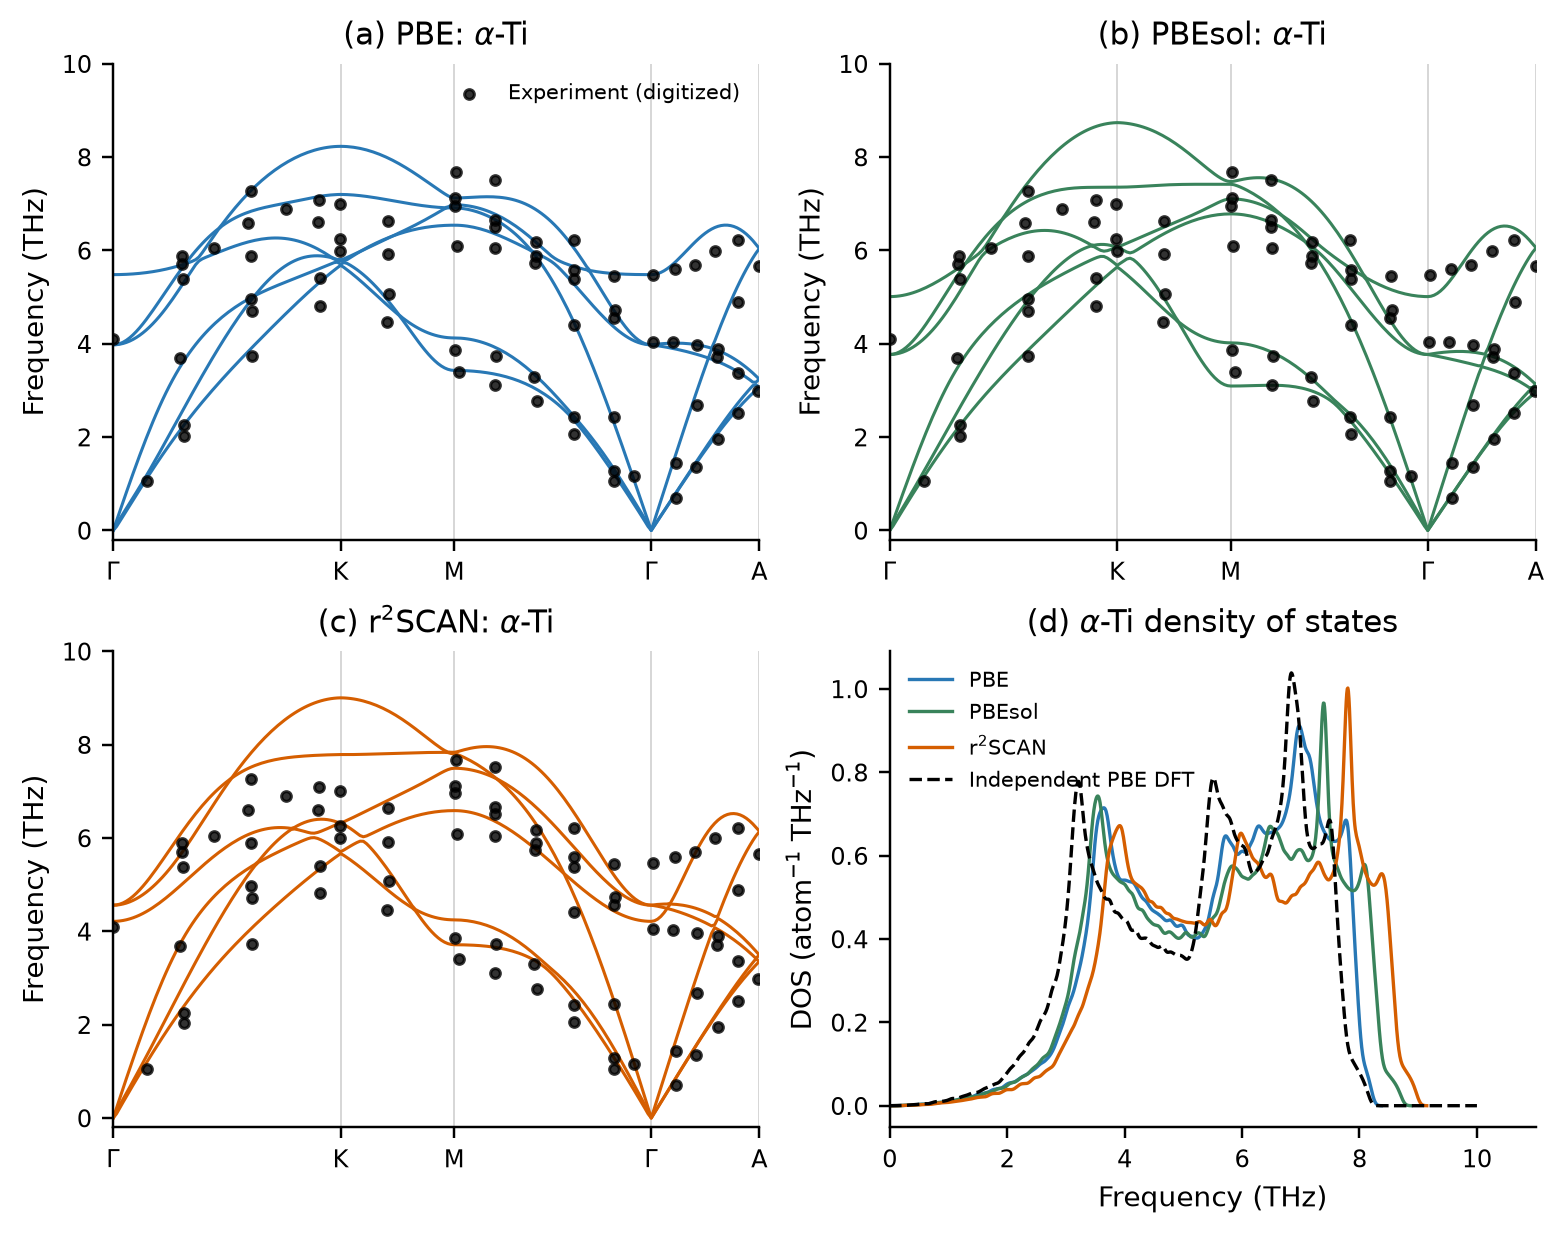 (a) PBE: α-Ti
Frequency (THz)
10
8
6
4
2
0
Experiment (digitized)
Γ K M Γ A
(b) PBEsol: α-Ti
Frequency (THz)
10
8
6
4
2
0
Γ K M Γ A
(c) r²SCAN: α-Ti
Frequency (THz)
10
8
6
4
2
0
Γ K M Γ A
(d) α-Ti density of states
DOS (atom⁻¹ THz⁻¹)
1.0
0.8
0.6
0.4
0.2
0.0
PBE
PBEsol
r²SCAN
Independent PBE DFT
0 2 4 6 8 10
Frequency (THz)